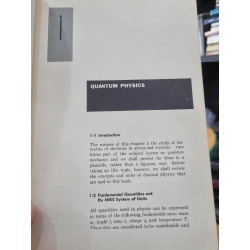 1
QUANTUM PHYSICS
1-1 Introduction
The purpose of this chapter is the study of the
motion of electrons in atoms and crystals. This
forms part of the subject known as quantum
mechanics and we shall present the ideas in a
plausible, rather than a rigorous, way. Before
taking up this topic, however, we shall review
the concepts and units of classical physics that
are used in this book.
1-2 Fundamental Quantities and
the MKS System of Units
All quantities used in physics can be expressed
in terms of the following fundamental ones: mass
m, length l, time t, charge q and temperature T.
These five are considered to be undefinable and